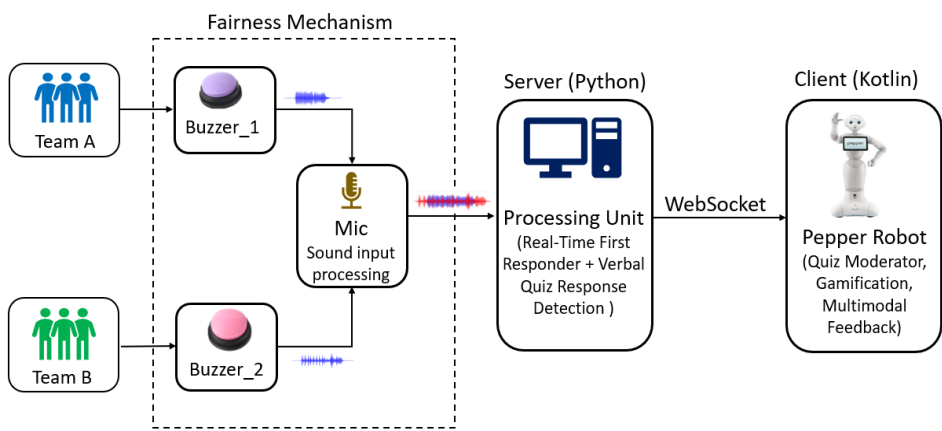 Fairness Mechanism
Team A
Buzzer_1
Mic
Sound input
processing
Team B
Buzzer_2
Server (Python)
Processing Unit
(Real-Time First
Responder + Verbal
Quiz Response
Detection )
WebSocket
Client (Kotlin)
pepper
Pepper Robot
(Quiz Moderator,
Gamification,
Multimodal
Feedback)